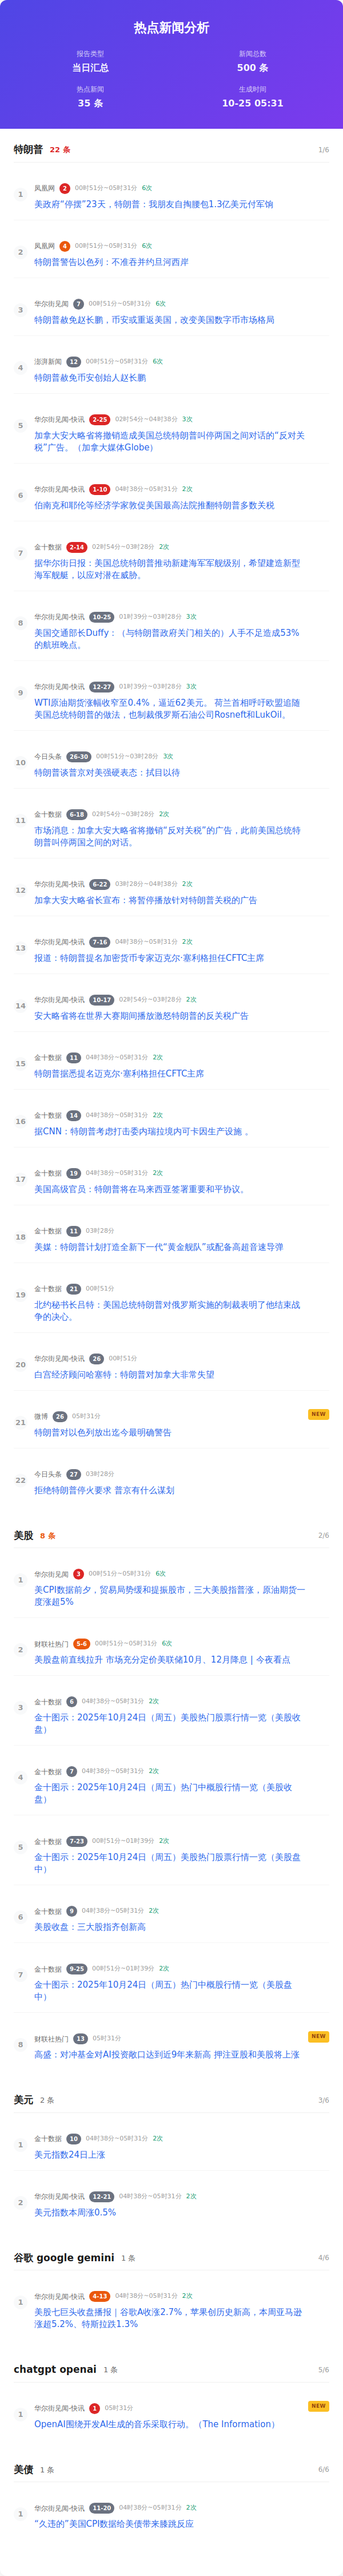 热点新闻分析
报告类型
当日汇总
新闻总数
500 条
热点新闻
35 条
生成时间
10-25 05:31
特朗普 22 条 1/6
1
凤凰网 2 00时51分~05时31分 6次
美政府“停摆”23天，特朗普：我朋友自掏腰包1.3亿美元付军饷
2
凤凰网 4 00时51分~05时31分 6次
特朗普警告以色列：不准吞并约旦河西岸
3
华尔街见闻 7 00时51分~05时31分 6次
特朗普赦免赵长鹏，币安或重返美国，改变美国数字币市场格局
4
澎湃新闻 12 00时51分~05时31分 6次
特朗普赦免币安创始人赵长鹏
5
华尔街见闻-快讯 2-25 02时54分~04时38分 3次
加拿大安大略省将撤销造成美国总统特朗普叫停两国之间对话的“反对关
税”广告。（加拿大媒体Globe）
6
华尔街见闻-快讯 1-10 04时38分~05时31分 2次
伯南克和耶伦等经济学家敦促美国最高法院推翻特朗普多数关税
7
金十数据 2-14 02时54分~03时28分 2次
据华尔街日报：美国总统特朗普推动新建海军军舰级别，希望建造新型
海军舰艇，以应对潜在威胁。
8
华尔街见闻-快讯 10-25 01时39分~03时28分 3次
美国交通部长Duffy：（与特朗普政府关门相关的）人手不足造成53%
的航班晚点。
9
华尔街见闻-快讯 12-27 01时39分~03时28分 3次
WTI原油期货涨幅收窄至0.4%，逼近62美元。 荷兰首相呼吁欧盟追随
美国总统特朗普的做法，也制裁俄罗斯石油公司Rosneft和LukOil。
10
今日头条 26-30 00时51分~03时28分 3次
特朗普谈普京对美强硬表态：拭目以待
11
金十数据 6-18 02时54分~03时28分 2次
市场消息：加拿大安大略省将撤销“反对关税”的广告，此前美国总统特
朗普叫停两国之间的对话。
12
华尔街见闻-快讯 6-22 03时28分~04时38分 2次
加拿大安大略省长宣布：将暂停播放针对特朗普关税的广告
13
华尔街见闻-快讯 7-16 04时38分~05时31分 2次
报道：特朗普提名加密货币专家迈克尔·塞利格担任CFTC主席
14
华尔街见闻-快讯 10-17 02时54分~03时28分 2次
安大略省将在世界大赛期间播放激怒特朗普的反关税广告
15
金十数据 11 04时38分~05时31分 2次
特朗普据悉提名迈克尔·塞利格担任CFTC主席
16
金十数据 14 04时38分~05时31分 2次
据CNN：特朗普考虑打击委内瑞拉境内可卡因生产设施 。
17
金十数据 19 04时38分~05时31分 2次
美国高级官员：特朗普将在马来西亚签署重要和平协议。
18
金十数据 11 03时28分
美媒：特朗普计划打造全新下一代“黄金舰队”或配备高超音速导弹
19
金十数据 21 00时51分
北约秘书长吕特：美国总统特朗普对俄罗斯实施的制裁表明了他结束战
争的决心。
20
华尔街见闻-快讯 26 00时51分
白宫经济顾问哈塞特：特朗普对加拿大非常失望
21
微博 26 05时31分 NEW
特朗普对以色列放出迄今最明确警告
22
今日头条 27 03时28分
拒绝特朗普停火要求 普京有什么谋划
美股 8 条 2/6
1
华尔街见闻 3 00时51分~05时31分 6次
美CPI数据前夕，贸易局势缓和提振股市，三大美股指普涨，原油期货一
度涨超5%
2
财联社热门 5-6 00时51分~05时31分 6次
美股盘前直线拉升 市场充分定价美联储10月、12月降息 | 今夜看点
3
金十数据 6 04时38分~05时31分 2次
金十图示：2025年10月24日（周五）美股热门股票行情一览（美股收
盘）
4
金十数据 7 04时38分~05时31分 2次
金十图示：2025年10月24日（周五）热门中概股行情一览（美股收
盘）
5
金十数据 7-23 00时51分~01时39分 2次
金十图示：2025年10月24日（周五）美股热门股票行情一览（美股盘
中）
6
金十数据 9 04时38分~05时31分 2次
美股收盘：三大股指齐创新高
7
金十数据 9-25 00时51分~01时39分 2次
金十图示：2025年10月24日（周五）热门中概股行情一览（美股盘
中）
8
财联社热门 13 05时31分 NEW
高盛：对冲基金对AI投资敞口达到近9年来新高 押注亚股和美股将上涨
美元 2 条 3/6
1
金十数据 10 04时38分~05时31分 2次
美元指数24日上涨
2
华尔街见闻-快讯 12-21 04时38分~05时31分 2次
美元指数本周涨0.5%
谷歌 google gemini 1 条 4/6
1
华尔街见闻-快讯 4-13 04时38分~05时31分 2次
美股七巨头收盘播报｜谷歌A收涨2.7%，苹果创历史新高，本周亚马逊
涨超5.2%、特斯拉跌1.3%
chatgpt openai 1 条 5/6
1
华尔街见闻-快讯 1 05时31分 NEW
OpenAI围绕开发AI生成的音乐采取行动。（The Information）
美债 1 条 6/6
1
华尔街见闻-快讯 11-20 04时38分~05时31分 2次
“久违的”美国CPI数据给美债带来膝跳反应